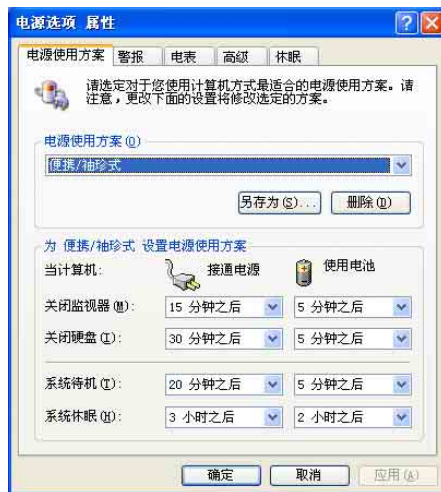 电源选项 属性
电源使用方案 警报 电表 高级 休眠
请选定对于您使用计算机方式最适合的电源使用方案。请
注意，更改下面的设置将修改选定的方案。
电源使用方案(O)
便携/袖珍式
另存为(S)... 删除(D)
为 便携/袖珍式 设置电源使用方案
当计算机: 接通电源 使用电池
关闭监视器(M): 15 分钟之后 5 分钟之后
关闭硬盘(I): 30 分钟之后 5 分钟之后
系统待机(T): 20 分钟之后 5 分钟之后
系统休眠(H): 3 小时之后 2 小时之后
确定 取消 应用(A)